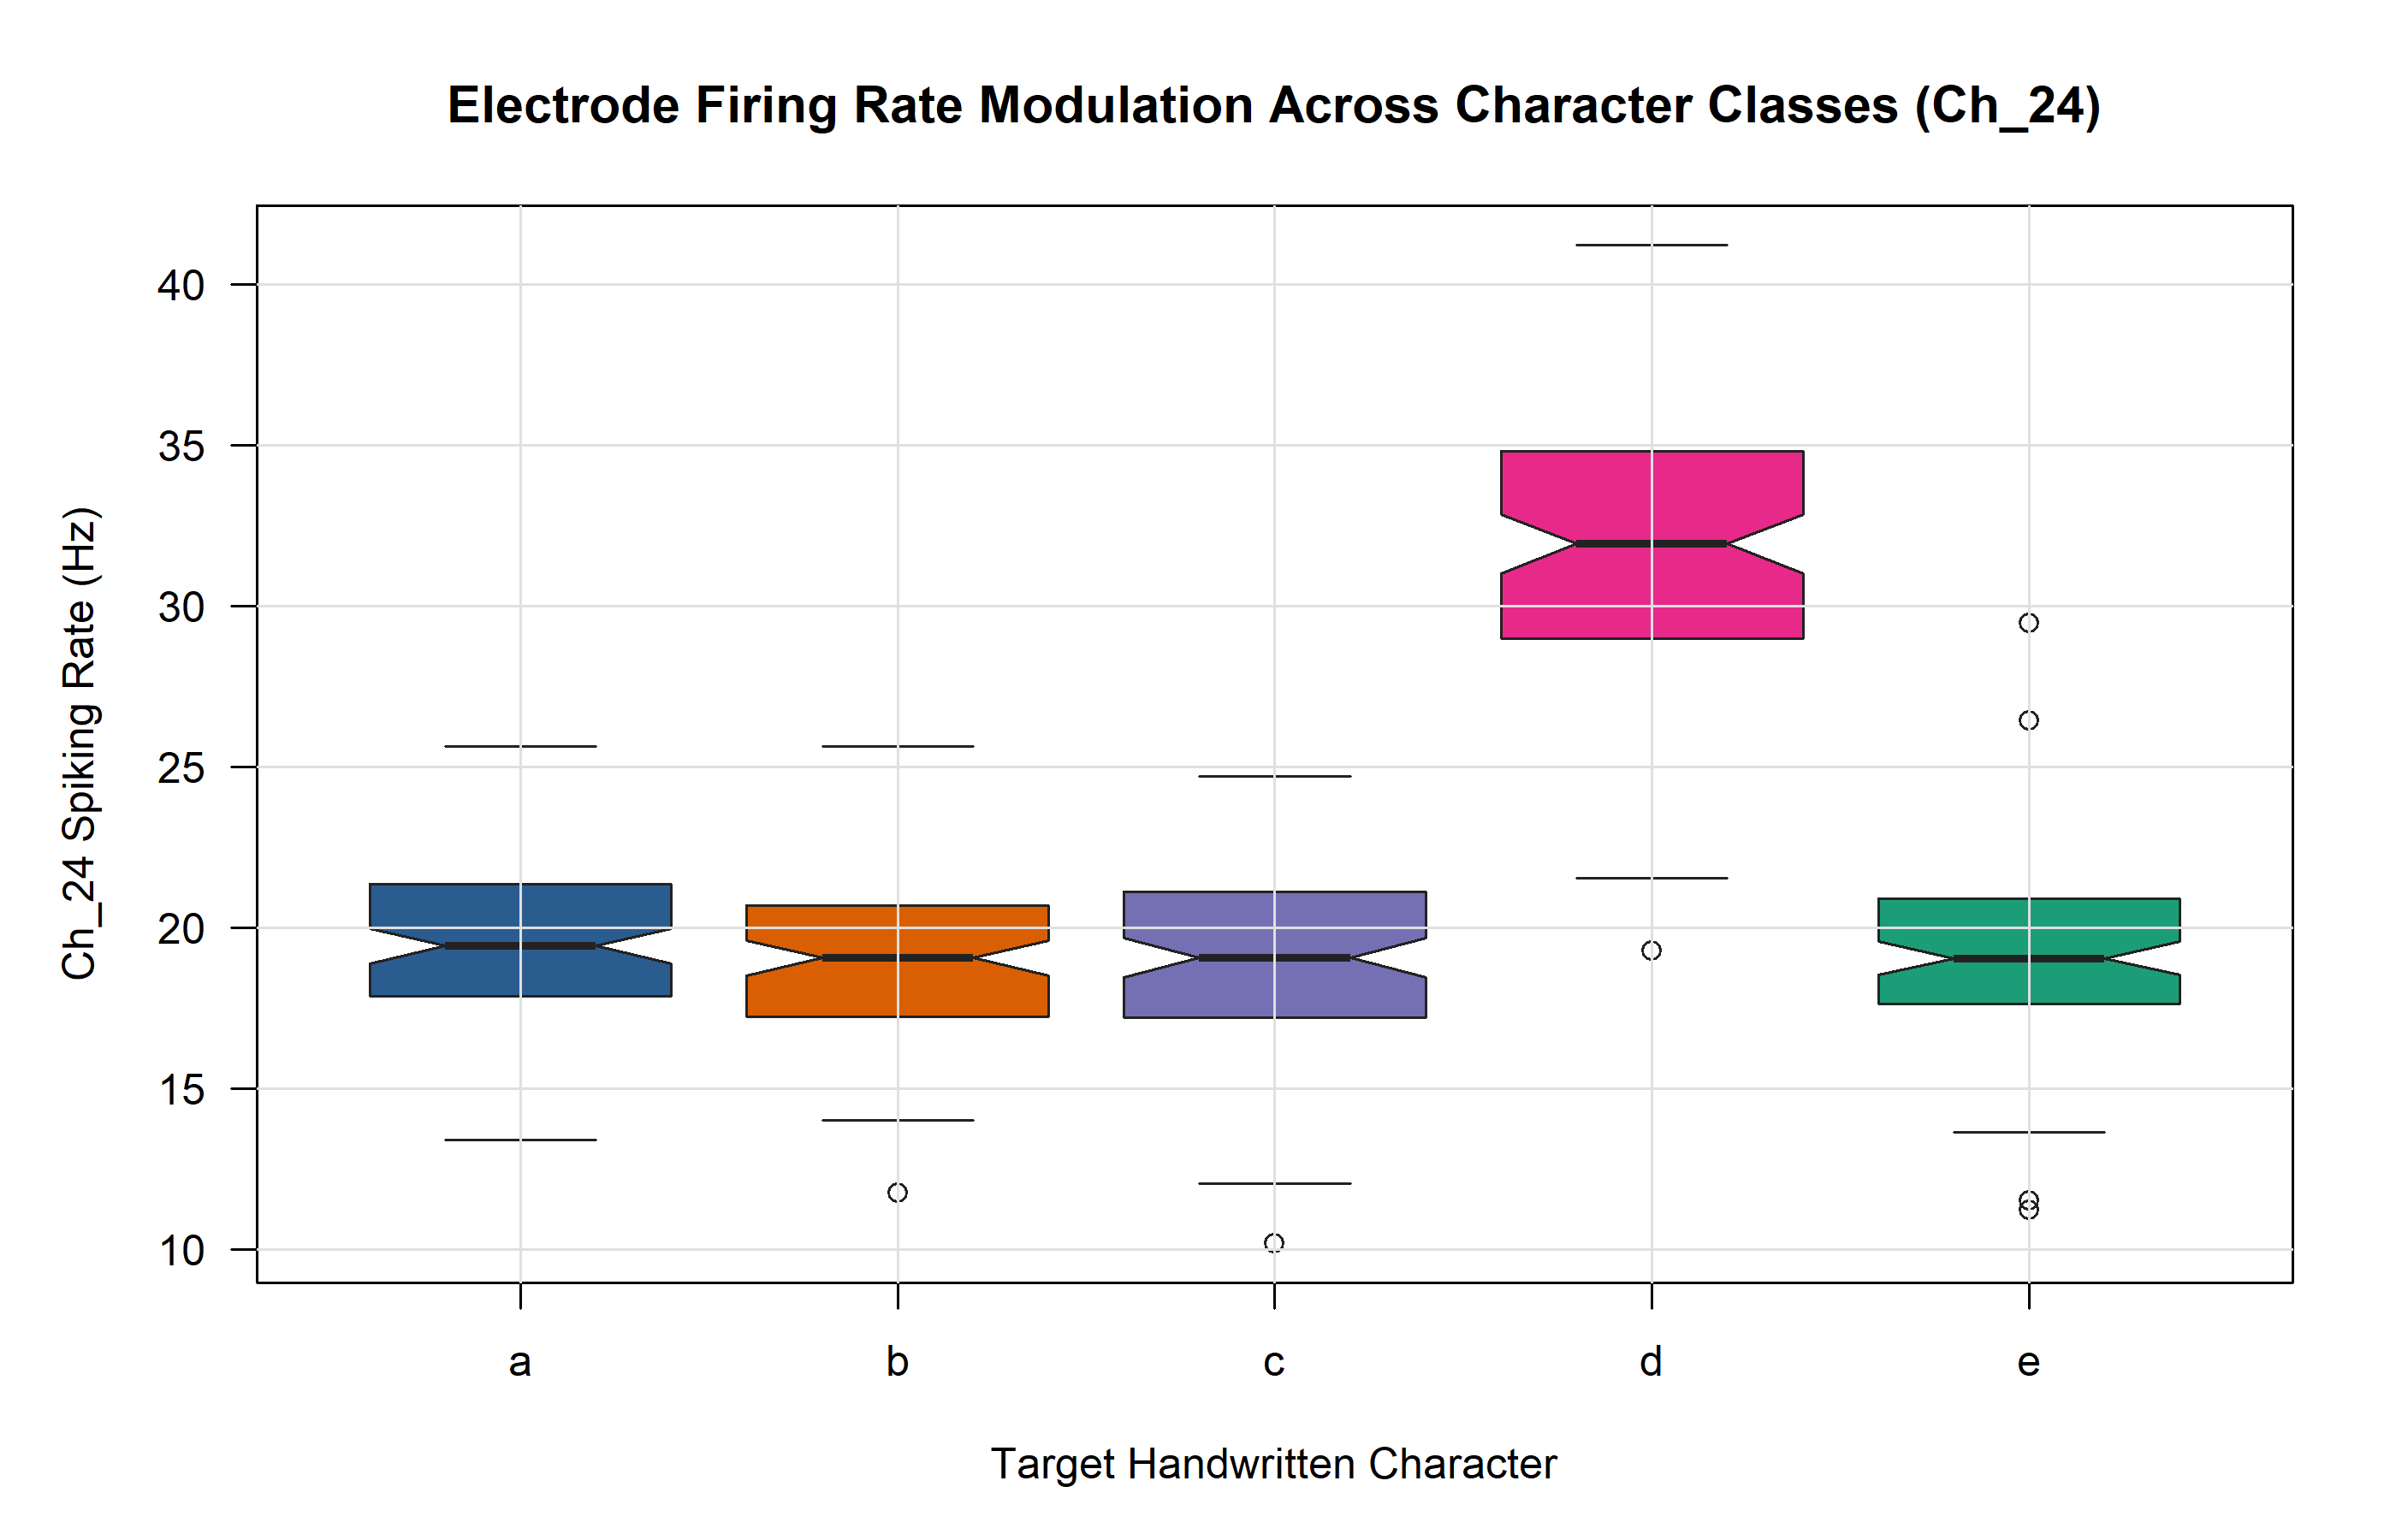 Electrode Firing Rate Modulation Across Character Classes (Ch_24)
Ch_24 Spiking Rate (Hz)
40
35
30
25
20
15
10
a b c d e
Target Handwritten Character